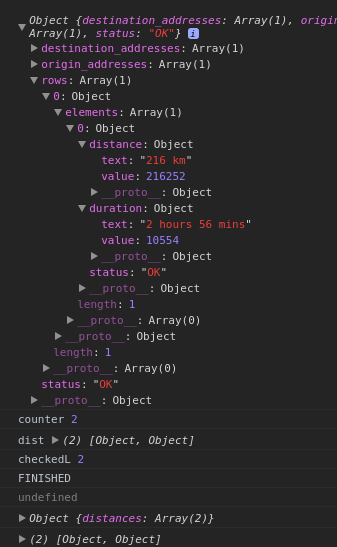 Object {destination_addresses: Array(1), origin
Array(1), status: "OK"} i
destination_addresses: Array(1)
origin_addresses: Array(1)
rows: Array(1)
0: Object
elements: Array(1)
0: Object
distance: Object
text: "216 km"
value: 216252
__proto__: Object
duration: Object
text: "2 hours 56 mins"
value: 10554
__proto__: Object
status: "OK"
__proto__: Object
length: 1
__proto__: Array(0)
__proto__: Object
length: 1
__proto__: Array(0)
status: "OK"
__proto__: Object
counter 2
dist (2) [Object, Object]
checkedL 2
FINISHED
undefined
Object {distances: Array(2)}
(2) [Object, Object]